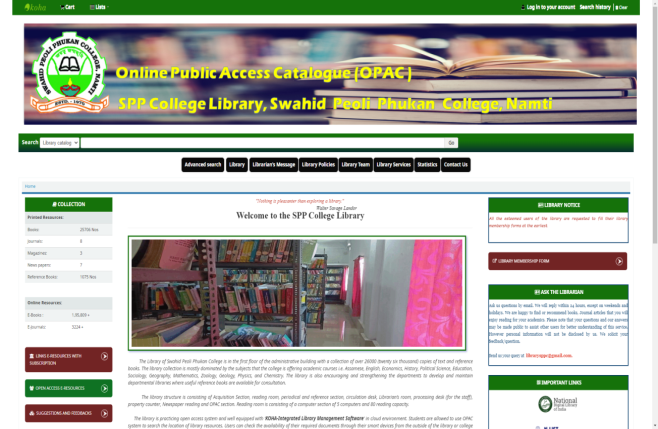 koha Cart Lists
Log in to your account Search history Clear
SWAHID PEOLI PHUKAN COLLEGE, NAMTI
Online Public Access Catalogue (OPAC)
SPP College Library, Swahid Peoli Phukan College, Namti
Search Library catalog Go
Advanced search Library Librarian's Message Library Policies Library Team Library Services Statistics Contact Us
Home
COLLECTION
Printed Resources:
Books:
Journals: 8
Magazines:
News papers: 7
Reference Books: 1075 Nos
Online Resources:
E-Books :
E-Journals: 3224 +
LINKS E-RESOURCES WITH
SUBSCRIPTION
OPEN ACCESS E-RESOURCES
SUGGESTIONS AND FEEDBACKS
Walter Savage Landor
Welcome to the SPP College Library
The Library of Swahid Peoli Phukan College is in the first floor of the administrative building with a collection of over 26000 (twenty six thousand) copies of text and reference
books. The library collection is mostly dominated by the subjects that the college is offering academic courses i.e. Assamese, English, Economics, History, Political Science, Education,
Sociology, Geography, Mathematics, Zoology, Geology, Physics, and Chemistry. The library is also encouraging and strengthening the departments to develop and maintain
departmental libraries where useful reference books are available for consultation.
The library structure is consisting of Acquisition Section, reading room, periodical and reference section, circulation desk, Librarian's room, processing desk (for the staff),
property counter, Newspaper reading and OPAC section. Reading room is consisting of a computer section of 5 computers and 80 reading capacity.
The library is practicing open access system and well equipped with KOHA-Integrated Library Management Software in cloud environment. Students are allowed to use OPAC
system to search the location of library resources. Users can check the availability of their required documents through their smart devices from the outside of the library or college
LIBRARY NOTICE
All the esteemed users of the library are requested to fill their library
membership forms at the earliest.
LIBRARY MEMBERSHIP FORM
ASK THE LIBRARIAN
Ask us questions by email. We will reply within 24 hours, except on weekends and
holidays. We are happy to find or recommend books, Journal articles that you will
enjoy reading for your academics. Please note that your questions and our answers
may be made public to assist other users for better understanding of this service.
However personal information will not be disclosed by us. We solicit your
feedback/question.
Send us your query at libraryspp@gmail.com.
IMPORTANT LINKS
National
Digital Library
of India